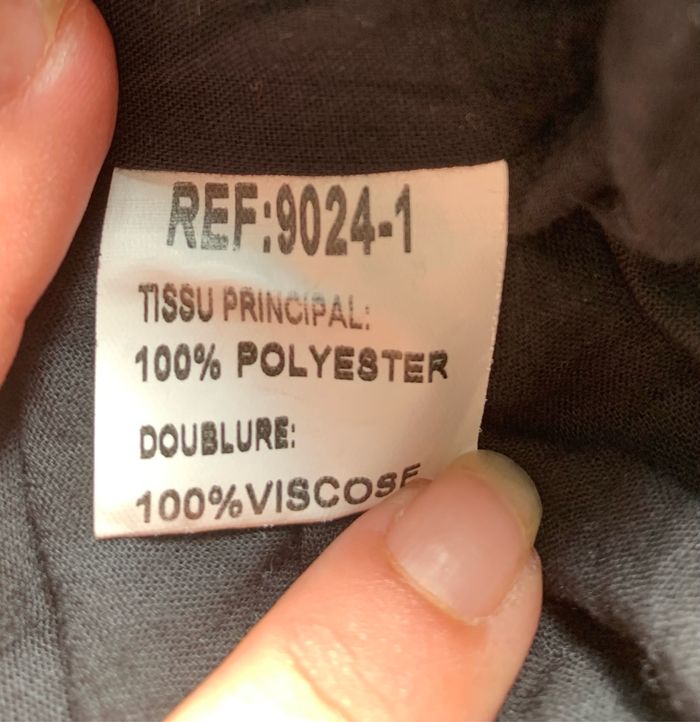 REF:9024-1
TISSU PRINCIPAL:
100% POLYESTER
DOUBLURE:
100%VISCOSE